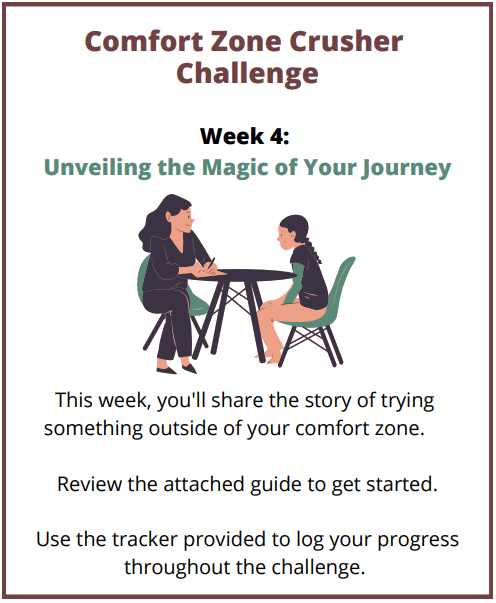 Comfort Zone Crusher
Challenge
Week 4:
Unveiling the Magic of Your Journey
This week, you'll share the story of trying
something outside of your comfort zone.
Review the attached guide to get started.
Use the tracker provided to log your progress
throughout the challenge.